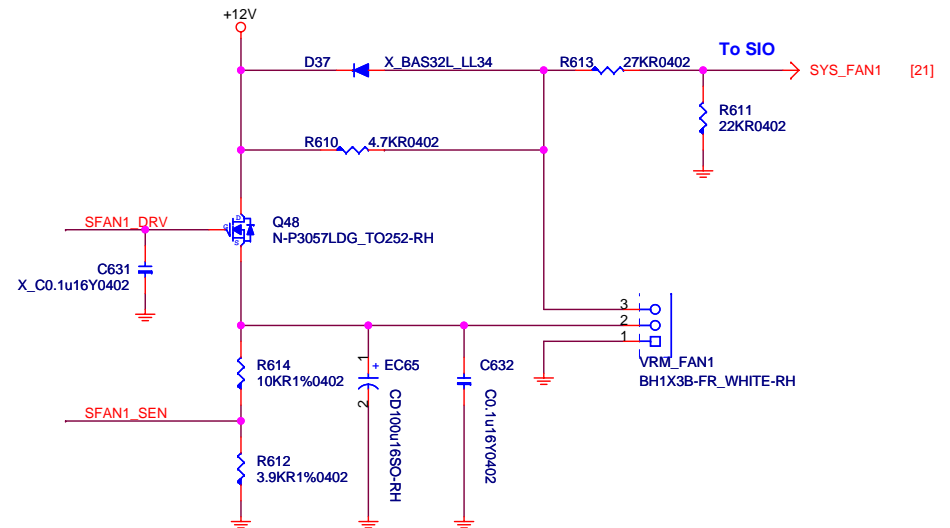 +12V
To SIO
D37 X_BAS32L_LL34 R613 27KR0402 SYS_FAN1 [21]
R611
22KR0402
R610 4.7KR0402
SFAN1_DRV
D
G
S
Q48
N-P3057LDG_TO252-RH
C631
X_C0.1u16Y0402
3
2
1
VRM_FAN1
BH1X3B-FR_WHITE-RH
R614
10KR1%0402
1
+ EC65
2
CD100u16SO-RH
C632
C0.1u16Y0402
SFAN1_SEN
R612
3.9KR1%0402